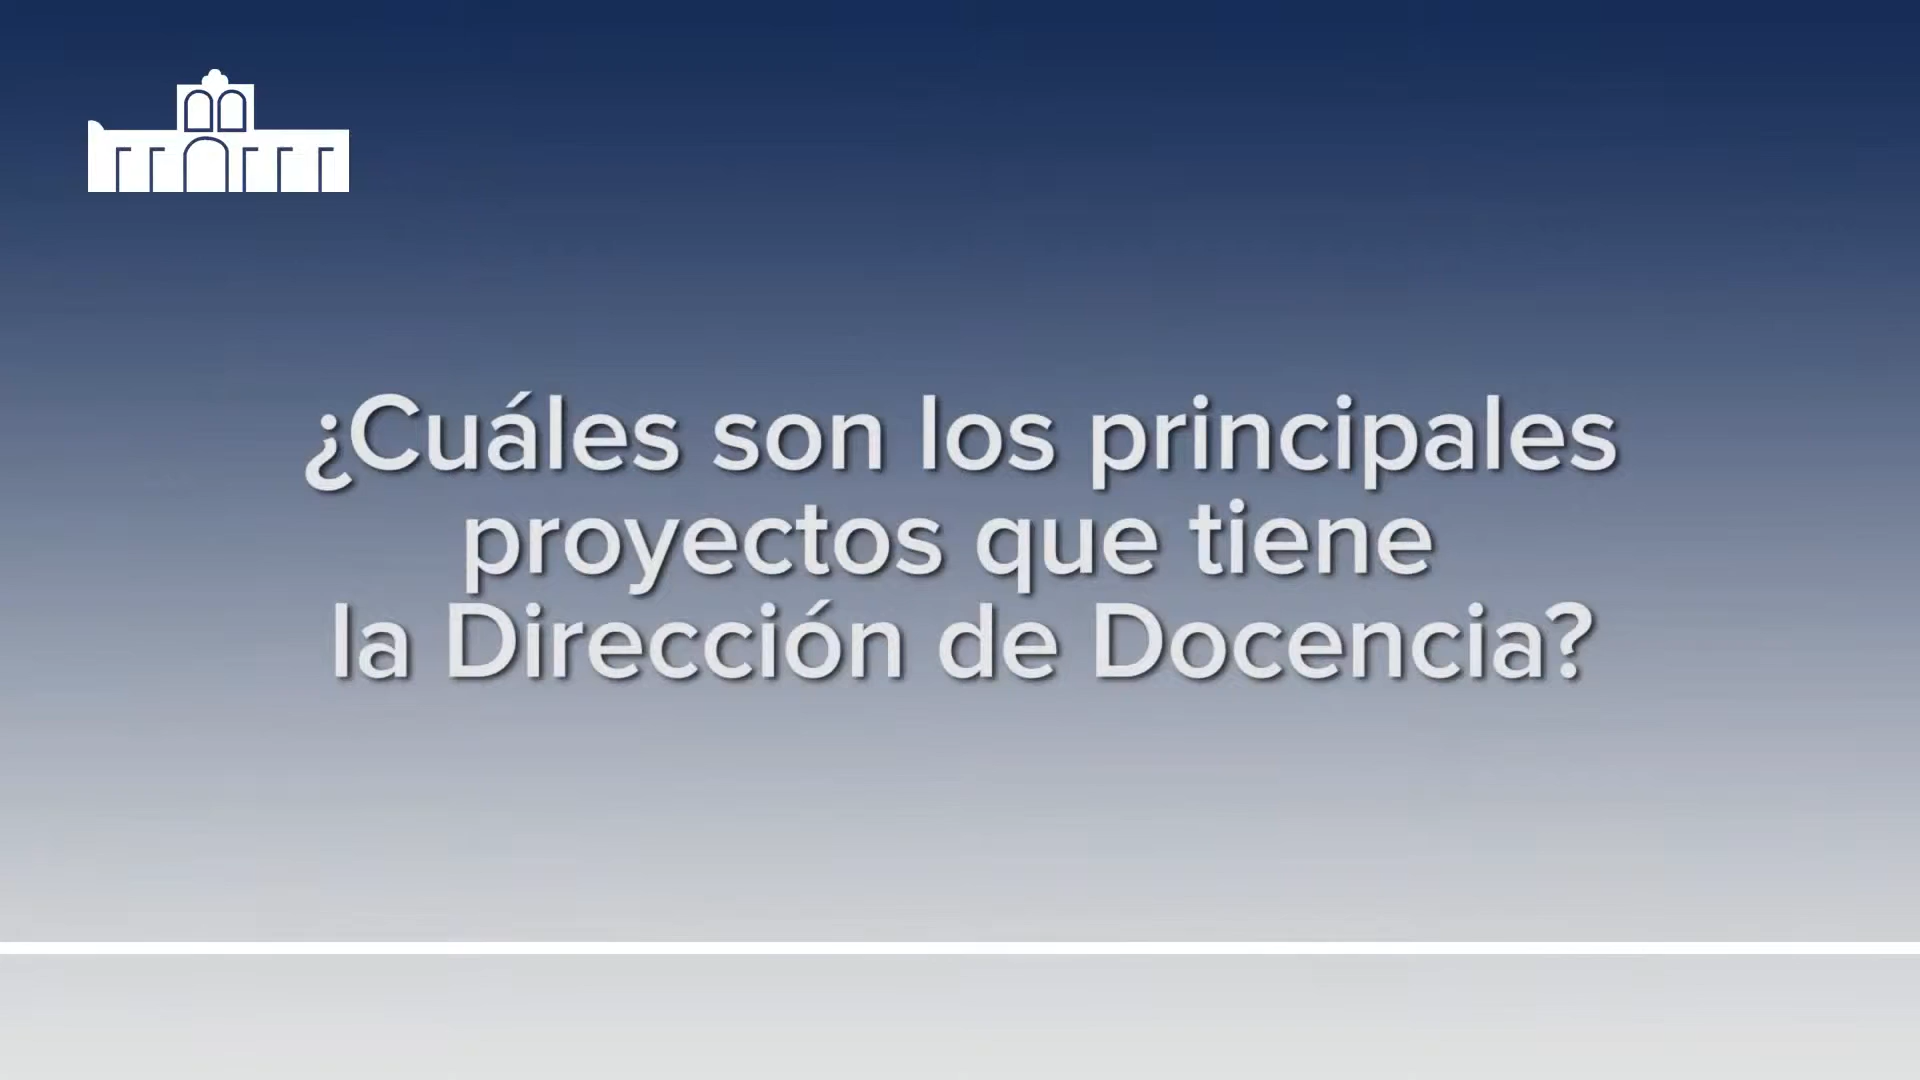 ¿Cuáles son los principales
proyectos que tiene
la Dirección de Docencia?